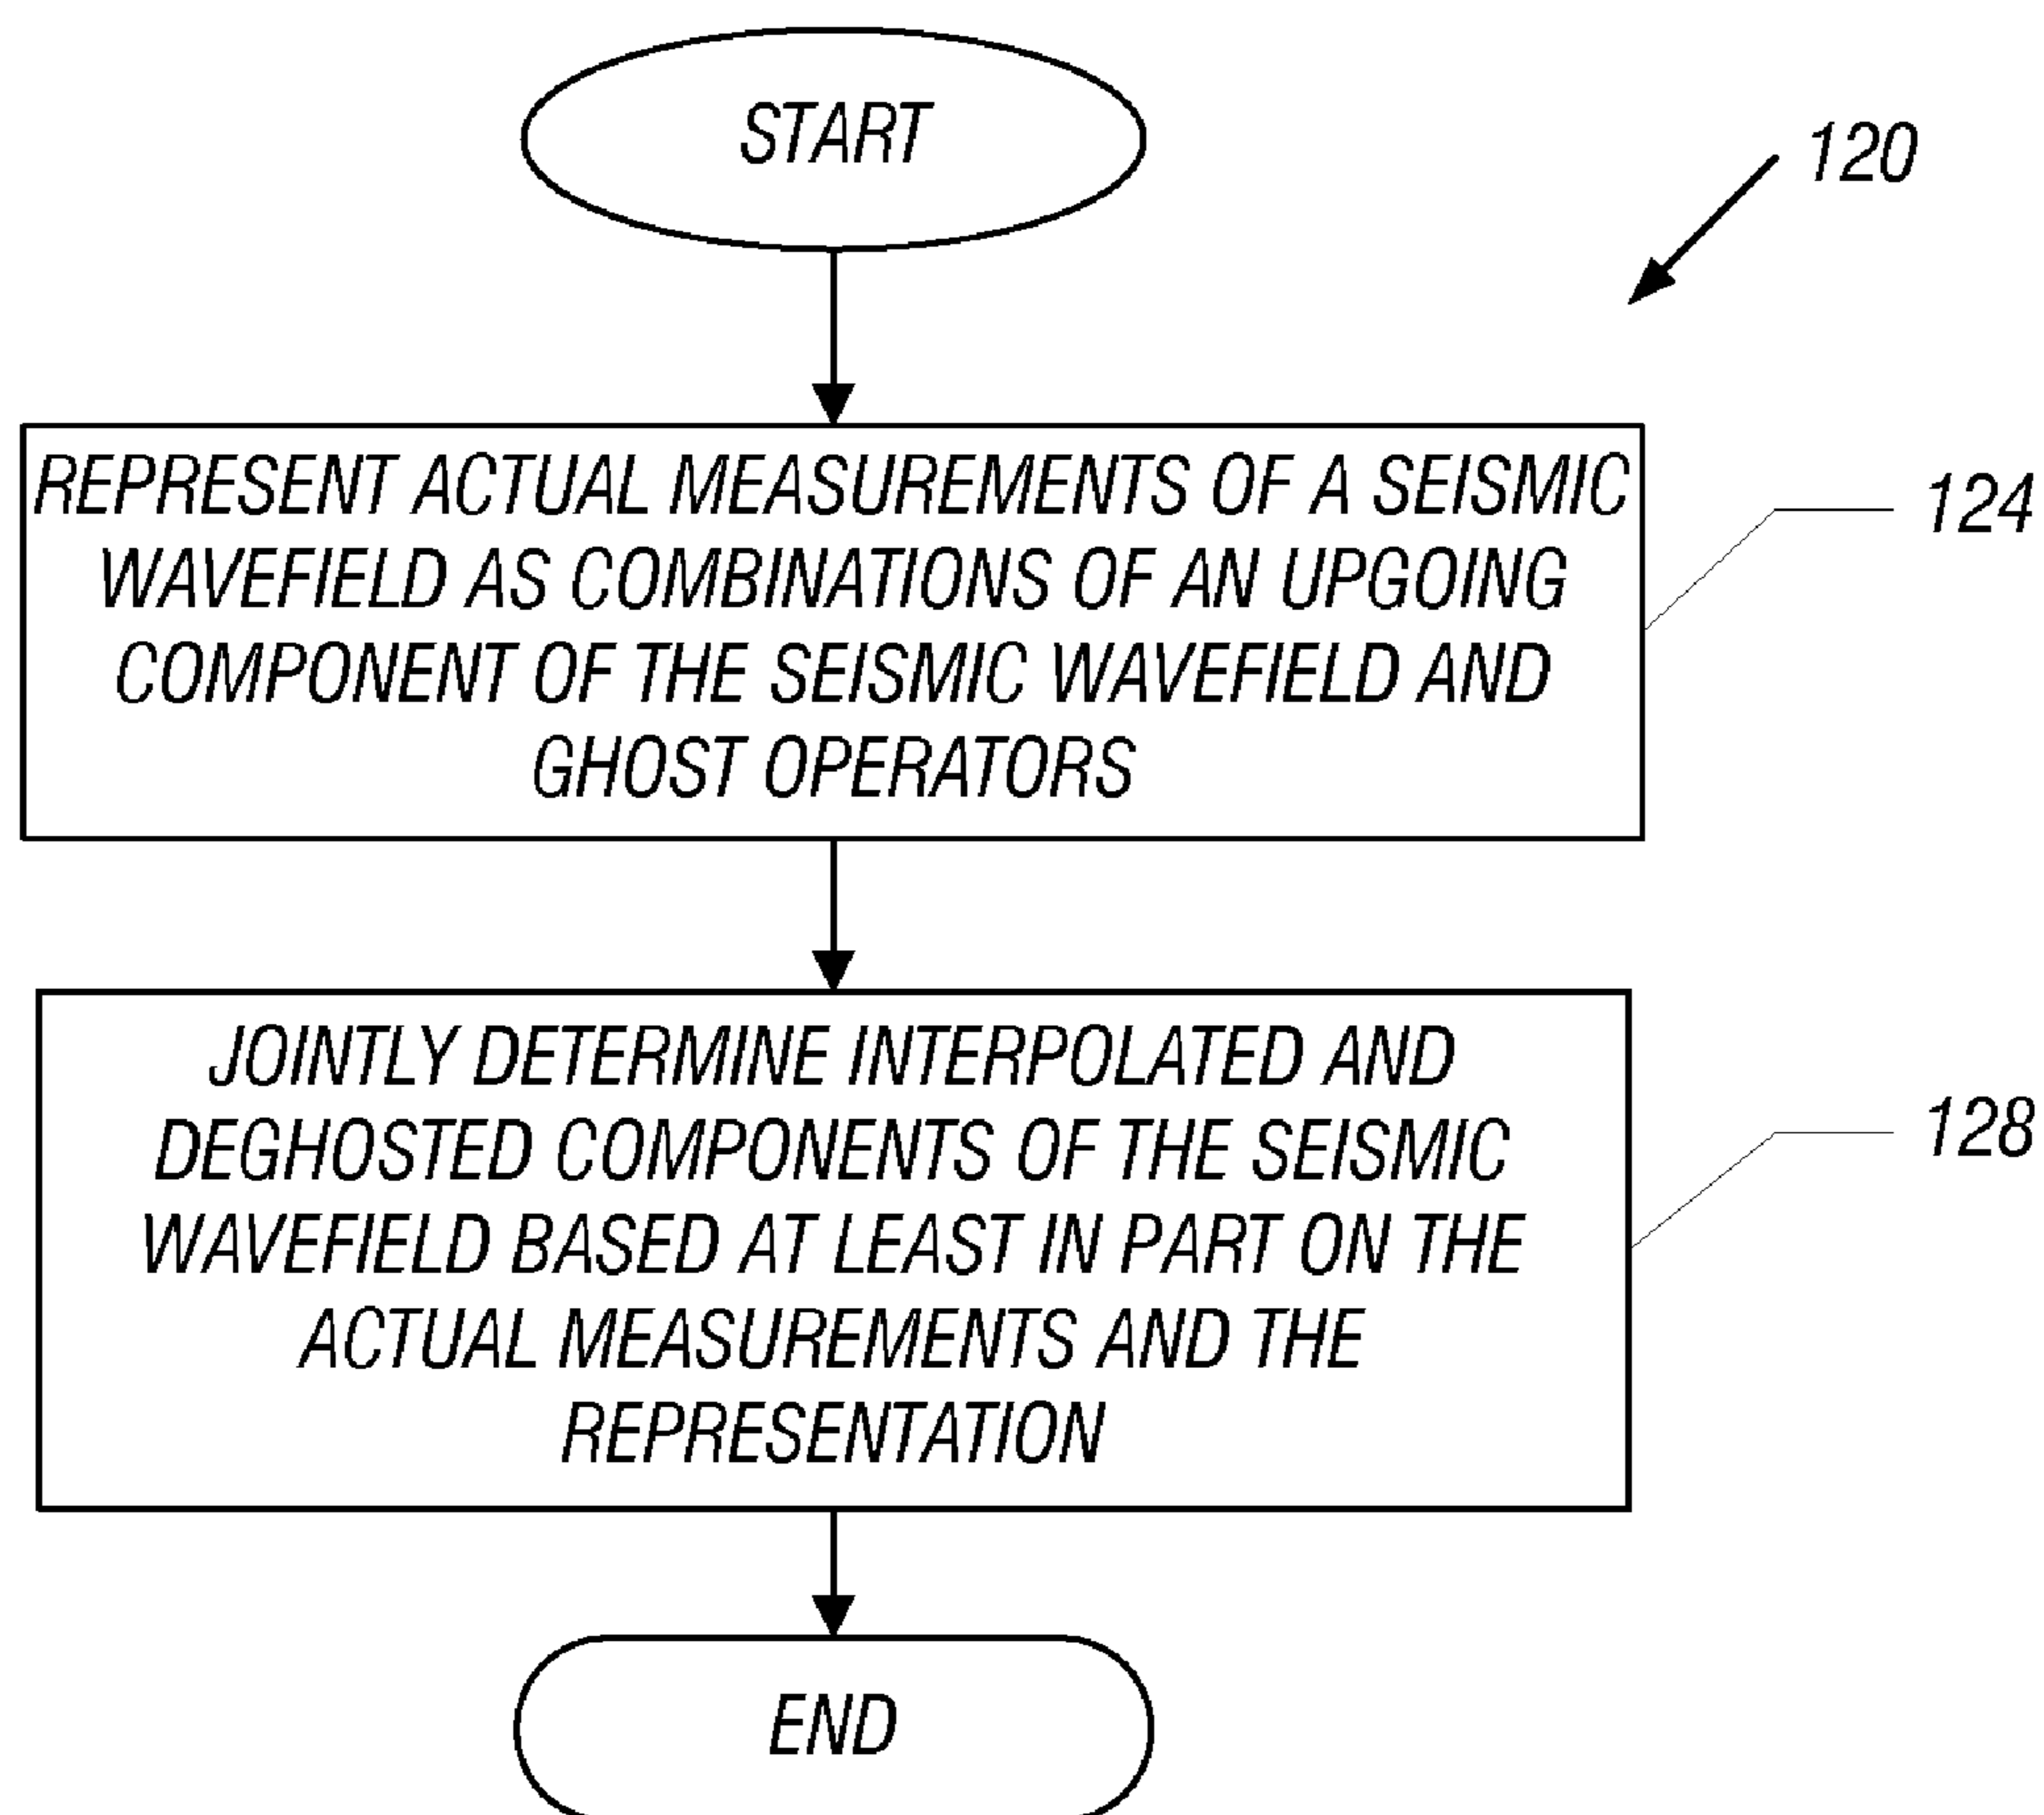 START
120
REPRESENT ACTUAL MEASUREMENTS OF A SEISMIC
WAVEFIELD AS COMBINATIONS OF AN UPGOING
COMPONENT OF THE SEISMIC WAVEFIELD AND
GHOST OPERATORS
124
JOINTLY DETERMINE INTERPOLATED AND
DEGHOSTED COMPONENTS OF THE SEISMIC
WAVEFIELD BASED AT LEAST IN PART ON THE
ACTUAL MEASUREMENTS AND THE
REPRESENTATION
128
END